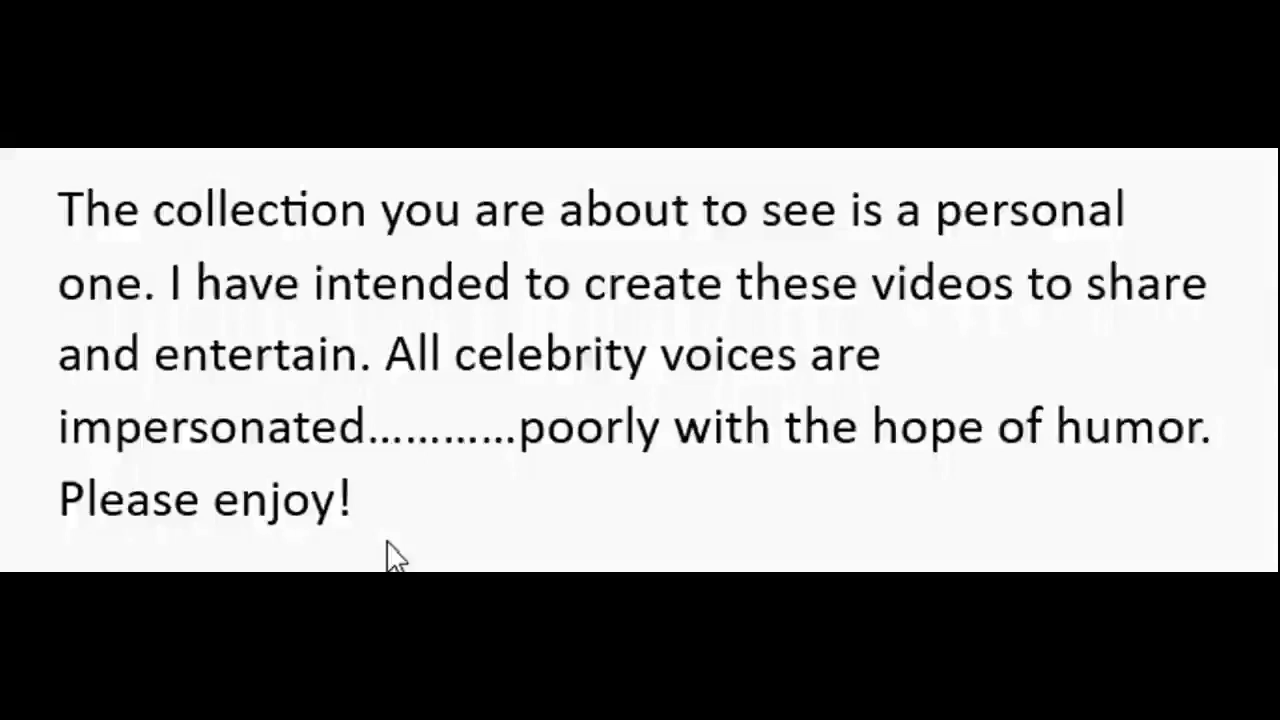 The collection you are about to see is a personal
one. I have intended to create these videos to share
and entertain. All celebrity voices are
impersonated…………poorly with the hope of humor.
Please enjoy!